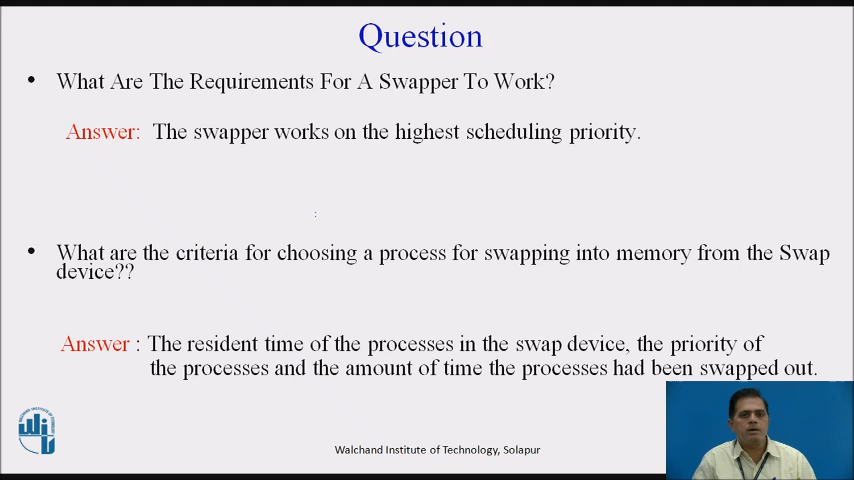 Question
• What Are The Requirements For A Swapper To Work?
Answer: The swapper works on the highest scheduling priority.
:
• What are the criteria for choosing a process for swapping into memory from the Swap
device??
Answer : The resident time of the processes in the swap device, the priority of
the processes and the amount of time the processes had been swapped out.
Walchand Institute of Technology, Solapur